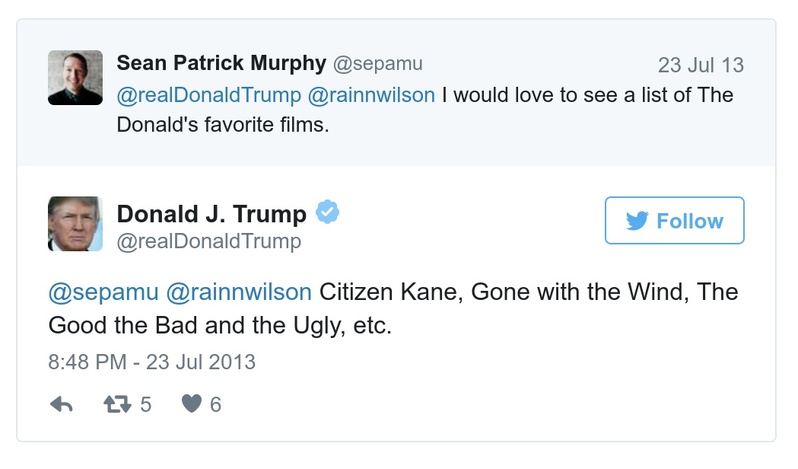 Sean Patrick Murphy @sepamu 23 Jul 13
@realDonaldTrump @rainnwilson I would love to see a list of The
Donald's favorite films.
Donald J. Trump
@realDonaldTrump
Follow
@sepamu @rainnwilson Citizen Kane, Gone with the Wind, The
Good the Bad and the Ugly, etc.
8:48 PM - 23 Jul 2013
5 6